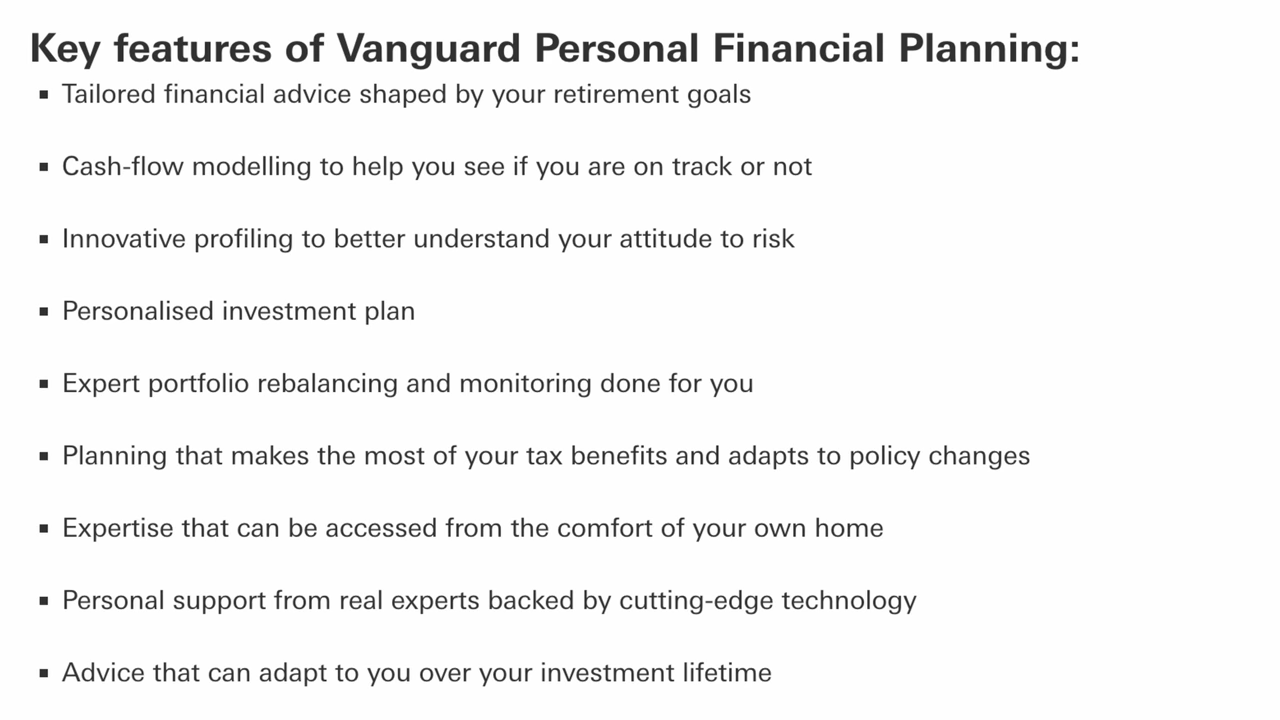 Key features of Vanguard Personal Financial Planning:
▪ Tailored financial advice shaped by your retirement goals
▪ Cash-flow modelling to help you see if you are on track or not
▪ Innovative profiling to better understand your attitude to risk
▪ Personalised investment plan
▪ Expert portfolio rebalancing and monitoring done for you
▪ Planning that makes the most of your tax benefits and adapts to policy changes
▪ Expertise that can be accessed from the comfort of your own home
▪ Personal support from real experts backed by cutting-edge technology
▪ Advice that can adapt to you over your investment lifetime